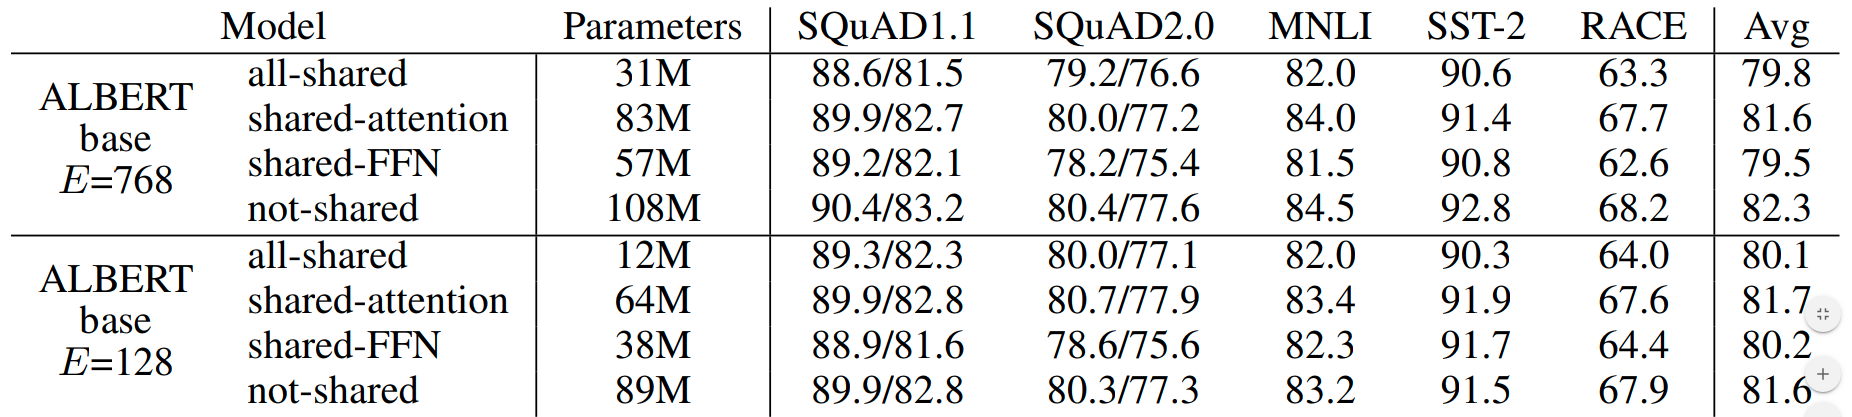 Model Parameters SQuAD1.1 SQuAD2.0 MNLI SST-2 RACE Avg
ALBERT base E=768
all-shared 31M 88.6/81.5 79.2/76.6 82.0 90.6 63.3 79.8
shared-attention 83M 89.9/82.7 80.0/77.2 84.0 91.4 67.7 81.6
shared-FFN 57M 89.2/82.1 78.2/75.4 81.5 90.8 62.6 79.5
not-shared 108M 90.4/83.2 80.4/77.6 84.5 92.8 68.2 82.3
ALBERT base E=128
all-shared 12M 89.3/82.3 80.0/77.1 82.0 90.3 64.0 80.1
shared-attention 64M 89.9/82.8 80.7/77.9 83.4 91.9 67.6 81.7
shared-FFN 38M 88.9/81.6 78.6/75.6 82.3 91.7 64.4 80.2
not-shared 89M 89.9/82.8 80.3/77.3 83.2 91.5 67.9 81.6